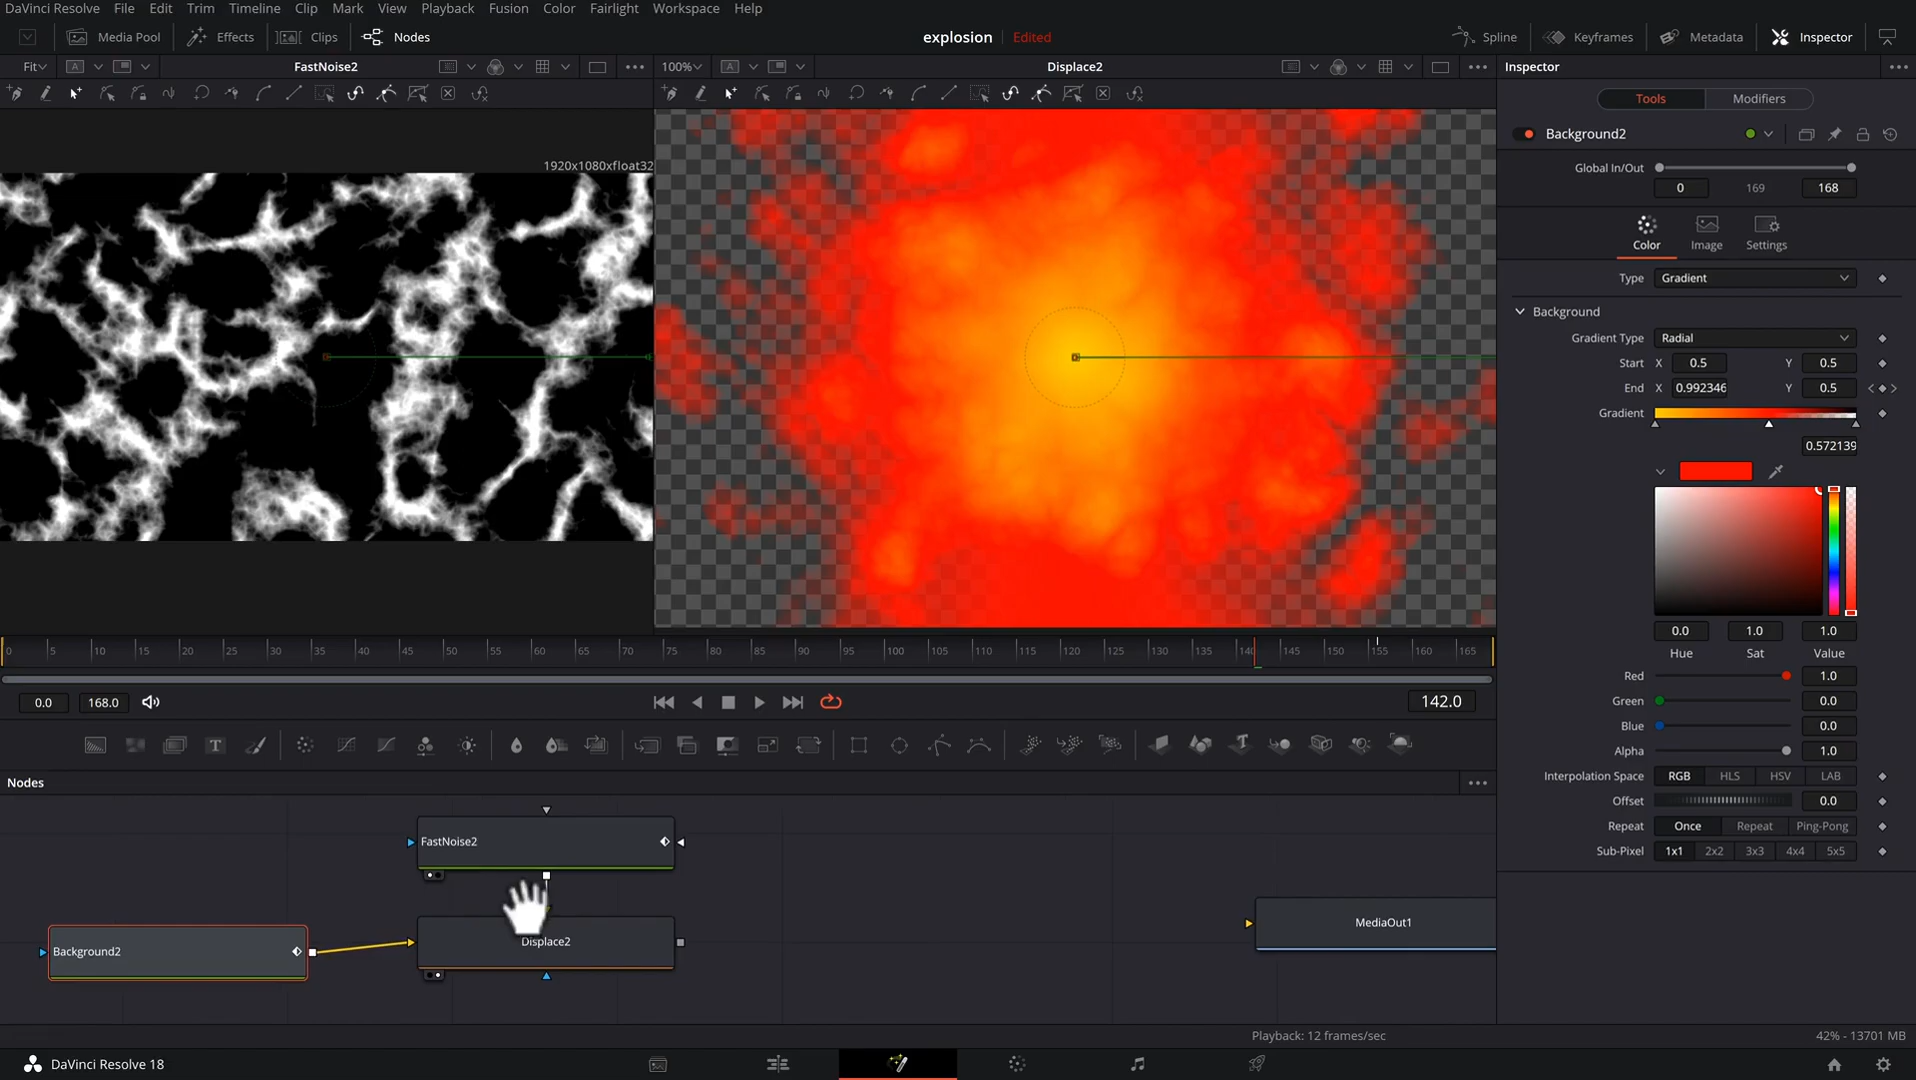 DaVinci Resolve File Edit Trim Timeline Clip Mark View Playback Fusion Color Fairlight Workspace Help
Media Pool Effects Clips Nodes explosion Edited Spline Keyframes Metadata Inspector
Fit FastNoise2 100% Displace2 Inspector
Tools Modifiers
Background2
1920x1080xfloat32
Global In/Out
0 169 168
Color Image Settings
Type Gradient
Background
Gradient Type Radial
Start X 0.5 Y 0.5
End X 0.992346 Y 0.5
Gradient
0.572139
0.0 1.0 1.0
Hue Sat Value
0 5 10 15 20 25 30 35 40 45 50 55 60 65 70 75 80 85 90 95 100 105 110 115 120 125 130 135 140 145 150 155 160 165
Red 1.0
Green 0.0
Blue 0.0
Alpha 1.0
0.0 168.0 142.0
Interpolation Space RGB HLS HSV LAB
Offset 0.0
Repeat Once Repeat Ping-Pong
Sub-Pixel 1x1 2x2 3x3 4x4 5x5
Nodes
FastNoise2
Background2
Displace2
MediaOut1
Playback: 12 frames/sec 42% - 13701 MB
DaVinci Resolve 18